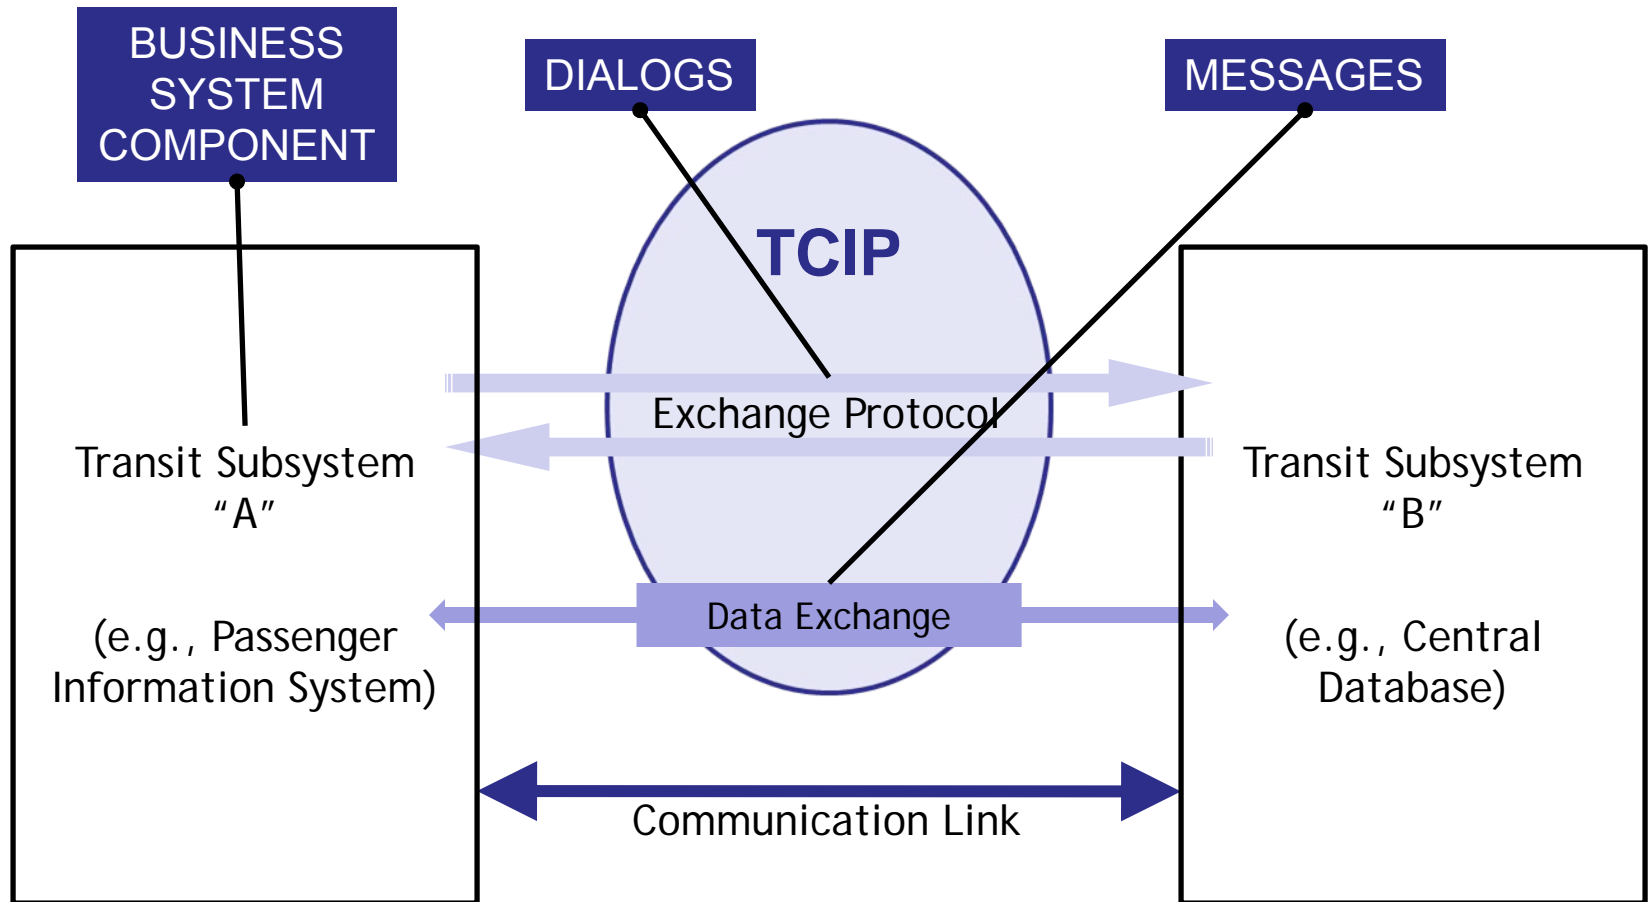 BUSINESS
SYSTEM
COMPONENT
DIALOGS
MESSAGES
TCIP
Exchange Protocol
Transit Subsystem
“A”
(e.g., Passenger
Information System)
Transit Subsystem
“B”
(e.g., Central
Database)
Data Exchange
Communication Link